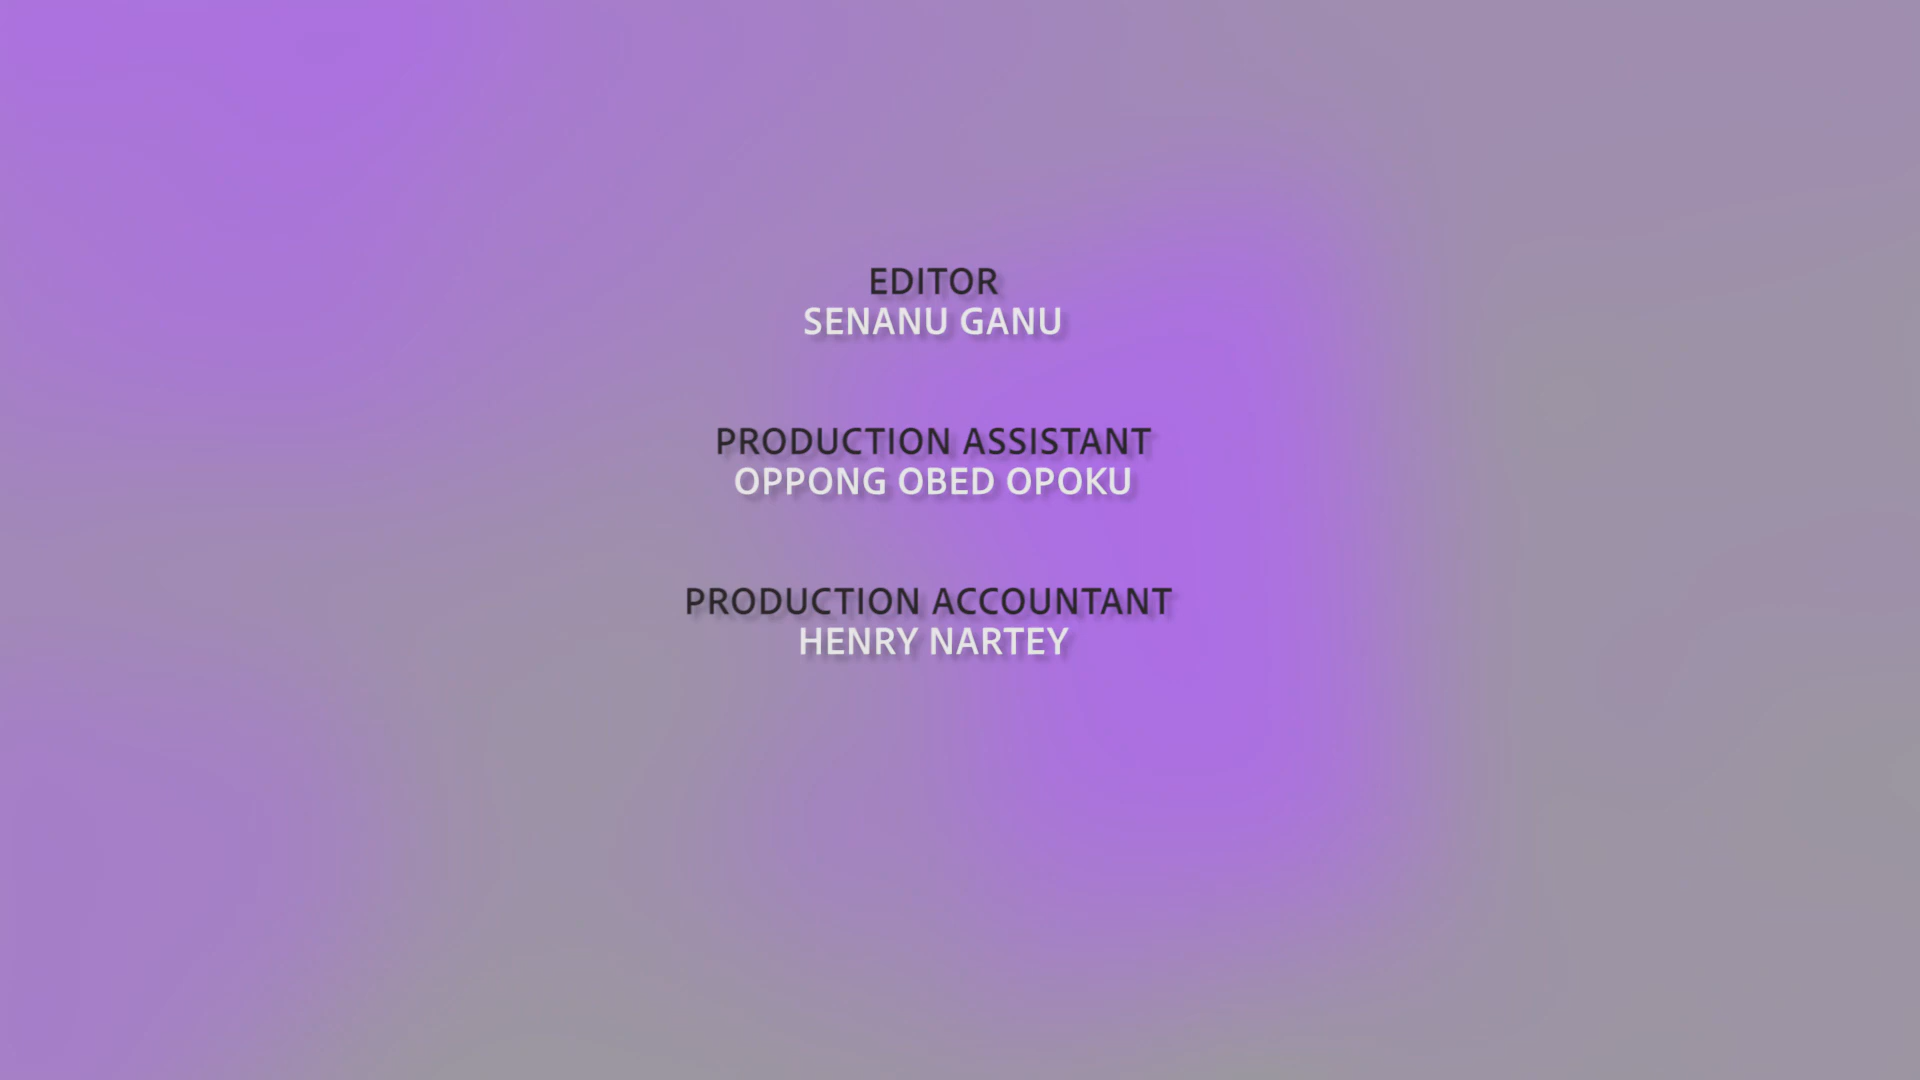 EDITOR
SENANU GANU
PRODUCTION ASSISTANT
OPPONG OBED OPOKU
PRODUCTION ACCOUNTANT
HENRY NARTEY